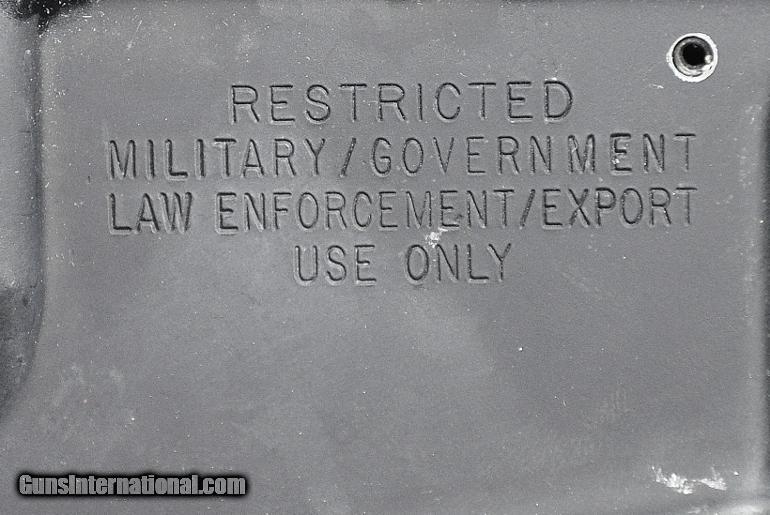 RESTRICTED
MILITARY/GOVERNMENT
LAW ENFORCEMENT/EXPORT
USE ONLY
GunsInternational.com